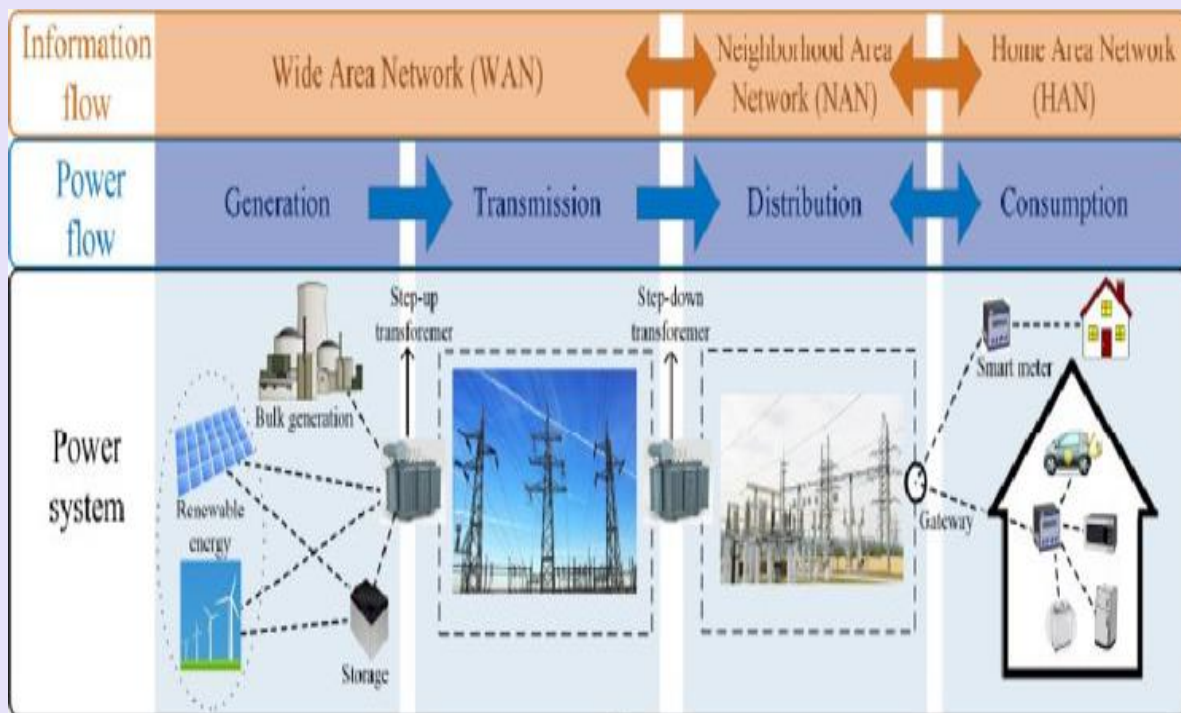 Information
flow
Wide Area Network (WAN)
Neighborhood Area
Network (NAN)
Home Area Network
(HAN)
Power
flow
Generation
Transmission
Distribution
Consumption
Power
system
Bulk generation
Renewable
energy
Storage
Step-up
transforemer
Step-down
transforemer
Gateway
Smart meter